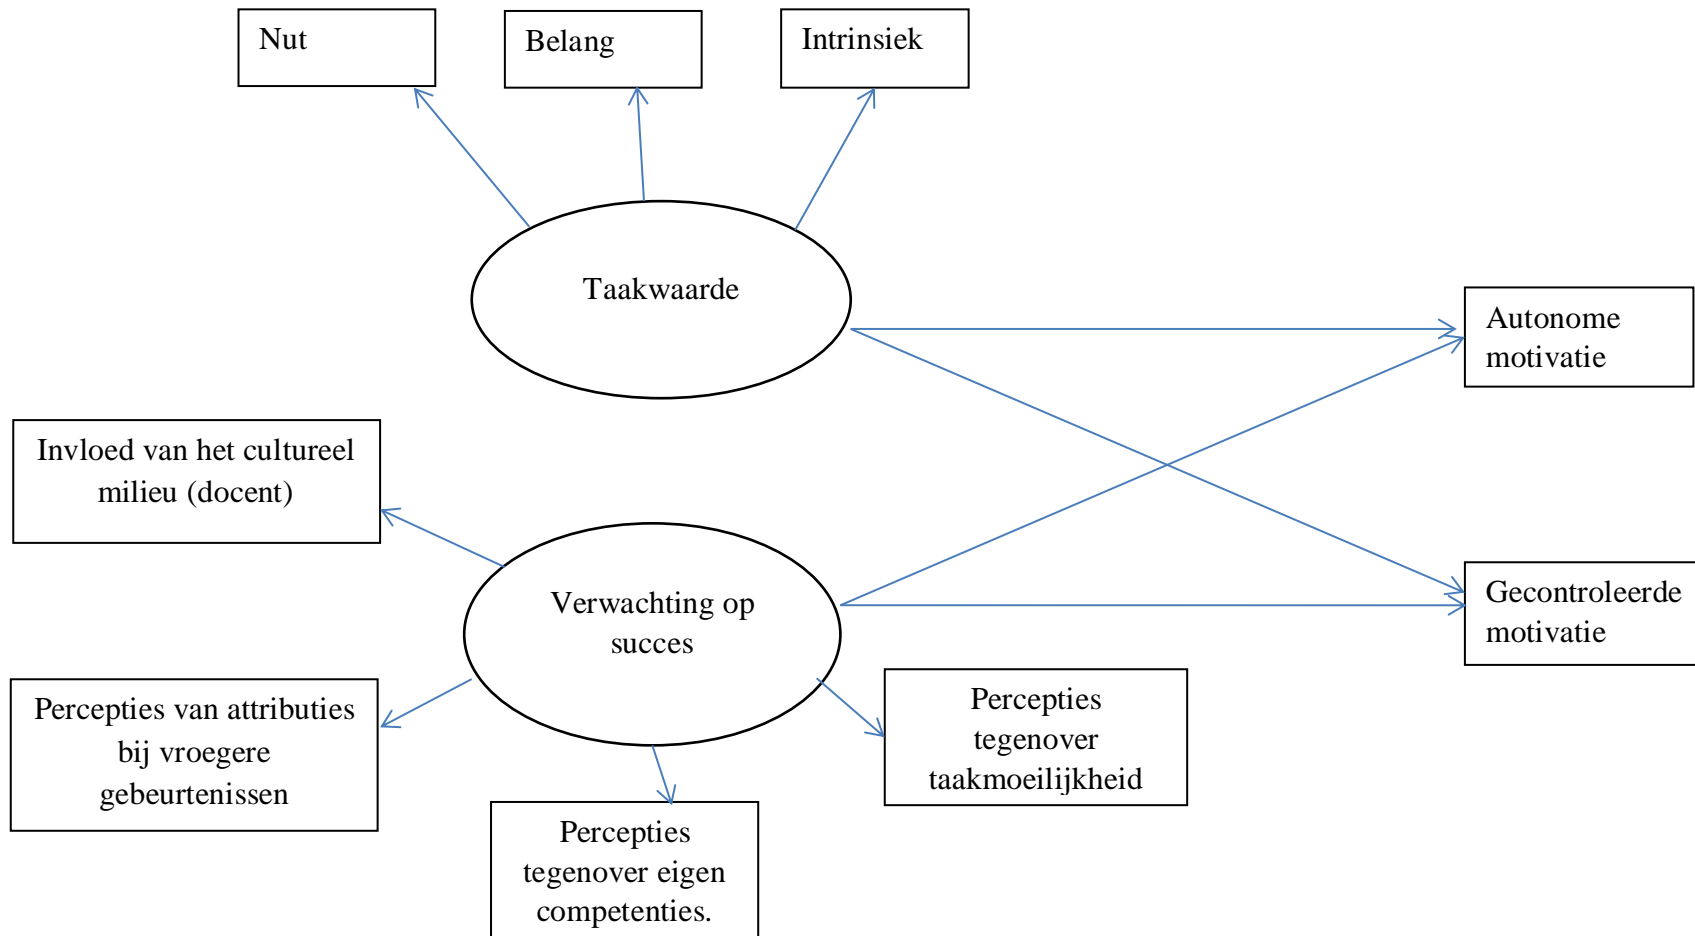 Nut
Belang
Intrinsiek
Taakwaarde
Autonome
motivatie
Invloed van het cultureel
milieu (docent)
Verwachting op
succes
Gecontroleerde
motivatie
Percepties van attributies
bij vroegere
gebeurtenissen
Percepties
tegenover
taakmoeilijkheid
Percepties
tegenover eigen
competenties.